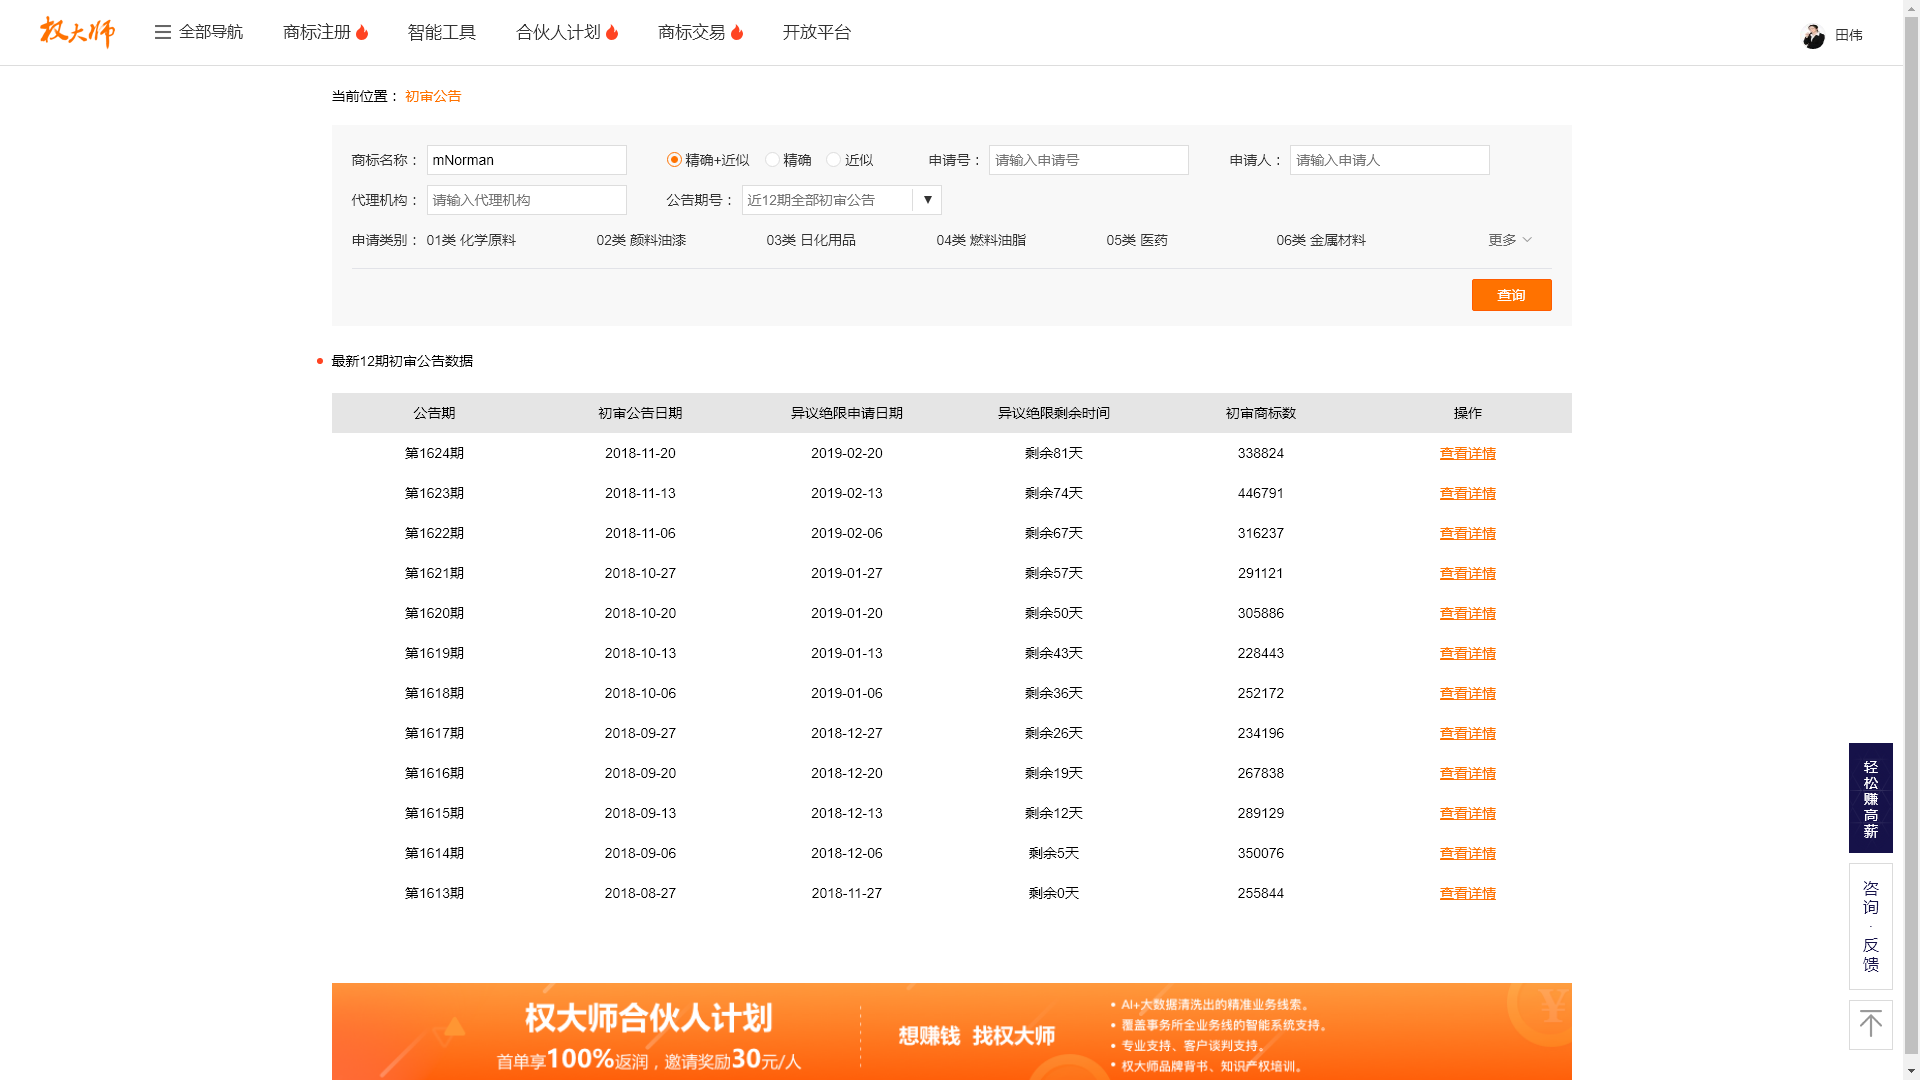 权大师 全部导航 商标注册 智能工具 合伙人计划 商标交易 开放平台 田伟
当前位置： 初审公告
商标名称： mNorman 精确+近似 精确 近似 申请号： 请输入申请号 申请人： 请输入申请人
代理机构： 请输入代理机构 公告期号： 近12期全部初审公告 ▼
申请类别： 01类 化学原料 02类 颜料油漆 03类 日化用品 04类 燃料油脂 05类 医药 06类 金属材料 更多
查询
最新12期初审公告数据
公告期 初审公告日期 异议绝限申请日期 异议绝限剩余时间 初审商标数 操作
第1624期 2018-11-20 2019-02-20 剩余81天 338824 查看详情
第1623期 2018-11-13 2019-02-13 剩余74天 446791 查看详情
第1622期 2018-11-06 2019-02-06 剩余67天 316237 查看详情
第1621期 2018-10-27 2019-01-27 剩余57天 291121 查看详情
第1620期 2018-10-20 2019-01-20 剩余50天 305886 查看详情
第1619期 2018-10-13 2019-01-13 剩余43天 228443 查看详情
第1618期 2018-10-06 2019-01-06 剩余36天 252172 查看详情
第1617期 2018-09-27 2018-12-27 剩余26天 234196 查看详情
第1616期 2018-09-20 2018-12-20 剩余19天 267838 查看详情
第1615期 2018-09-13 2018-12-13 剩余12天 289129 查看详情
第1614期 2018-09-06 2018-12-06 剩余5天 350076 查看详情
第1613期 2018-08-27 2018-11-27 剩余0天 255844 查看详情
轻松赚高薪
咨询·反馈
权大师合伙人计划
首单享100%返润，邀请奖励30元/人
想赚钱 找权大师
• AI+大数据清洗出的精准业务线索。
• 覆盖事务所全业务线的智能系统支持。
• 专业支持、客户谈判支持。
• 权大师品牌背书、知识产权培训。
¥